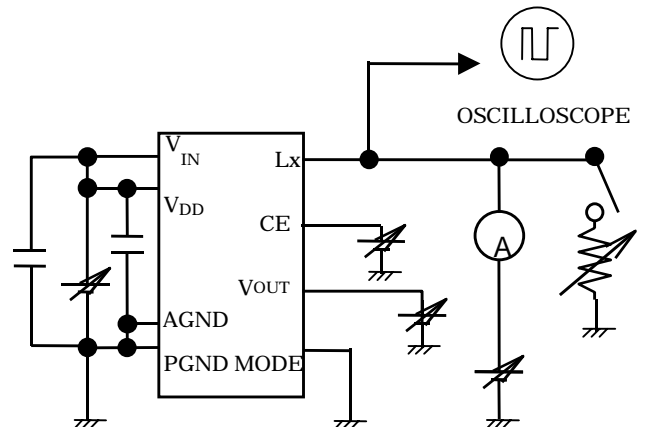 OSCILLOSCOPE
VIN
Lx
VDD
CE
A
VOUT
AGND
PGND MODE